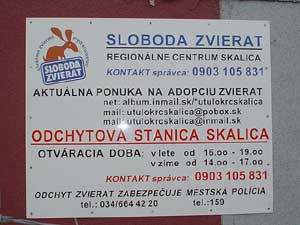 SLOBODA
ZVIERAT
SLOBODA ZVIERAT
REGIONÁLNE CENTRUM SKALICA
KONTAKT správca: 0903 105 831
AKTUÁLNA PONUKA NA ADOPCIU ZVIERAT
net: album.inmail.sk/*utulokrcskalica
mail: utulokrcskalica@pobox.sk
mail: utulokrcskalica@inmail.sk
ODCHYTOVÁ STANICA SKALICA
OTVÁRACIA DOBA: v lete od 16.00 - 19.00
v zime od 14.00 - 17.00
KONTAKT správca: 0903 105 831
ODCHYT ZVIERAT ZABEZPEČUJE MESTSKÁ POLÍCIA
tel.: 034/664 42 20 tel.:159